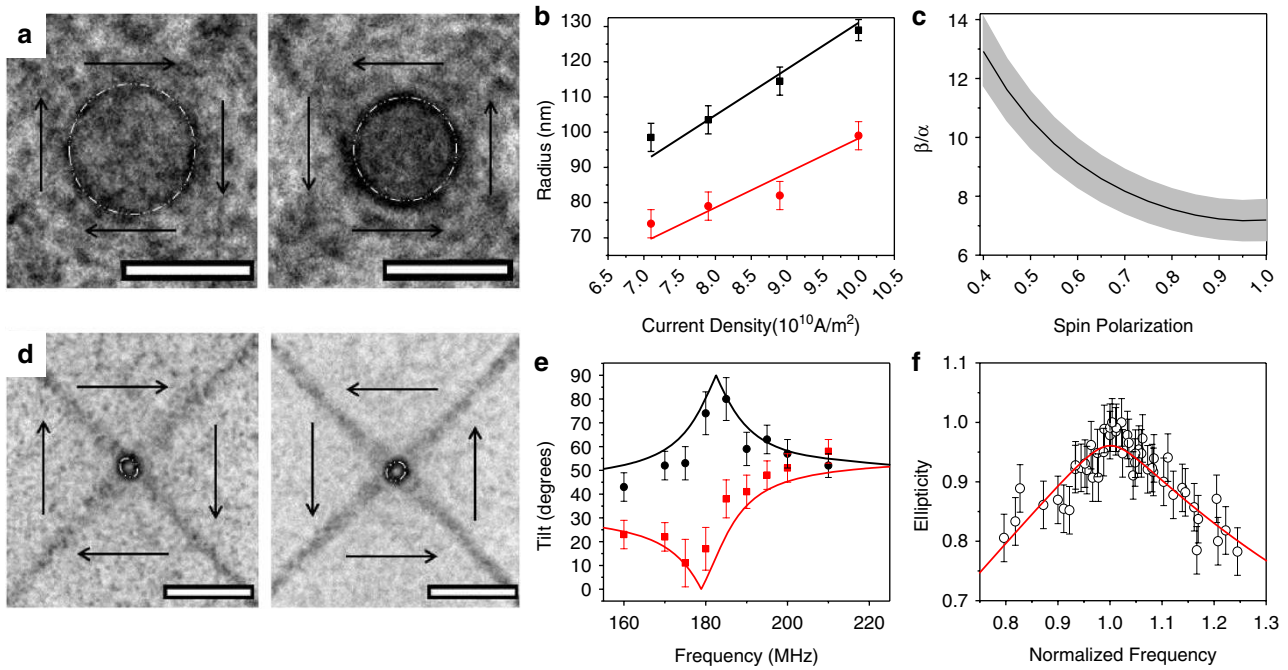 a
b
130
120
110
100
90
80
70
Radius (nm)
6.5 7.0 7.5 8.0 8.5 9.0 9.5 10.0 10.5
Current Density(10¹⁰A/m²)
c
14
12
10
8
6
β/α
0.4 0.5 0.6 0.7 0.8 0.9 1.0
Spin Polarization
d
e
90
80
70
60
50
40
30
20
10
0
Tilt (degrees)
160 180 200 220
Frequency (MHz)
f
1.1
1.0
0.9
0.8
0.7
Ellipticity
0.8 0.9 1.0 1.1 1.2 1.3
Normalized Frequency